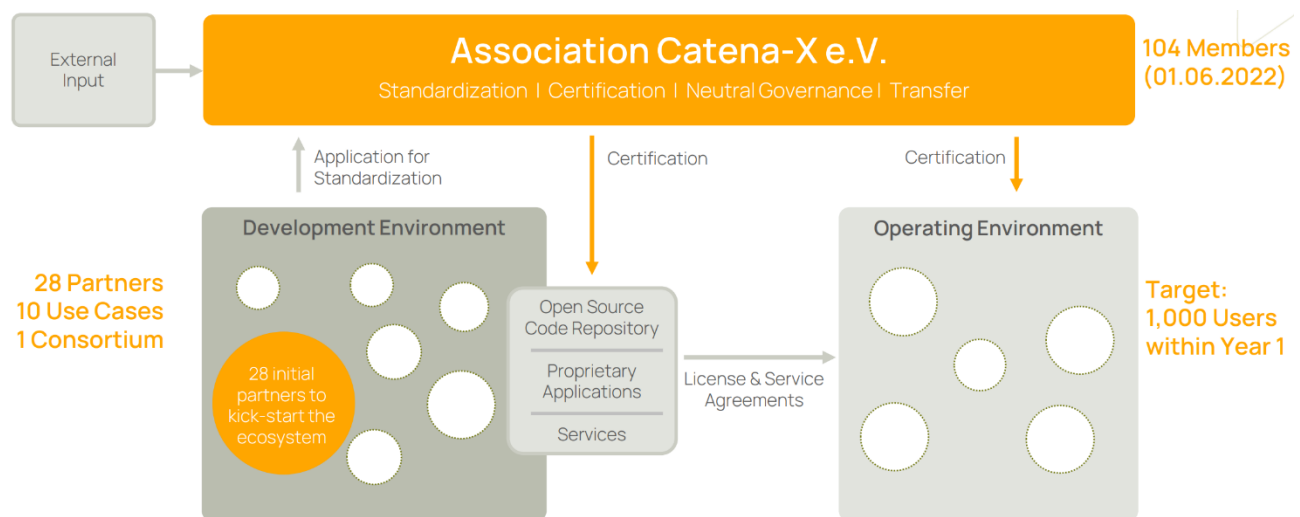 External
Input
Association Catena-X e.V.
Standardization | Certification | Neutral Governance | Transfer
104 Members
(01.06.2022)
Application for
Standardization
Certification
Certification
Development Environment
Operating Environment
28 Partners
10 Use Cases
1 Consortium
28 initial
partners to
kick-start the
ecosystem
Open Source
Code Repository
Proprietary
Applications
Services
License & Service
Agreements
Target:
1,000 Users
within Year 1